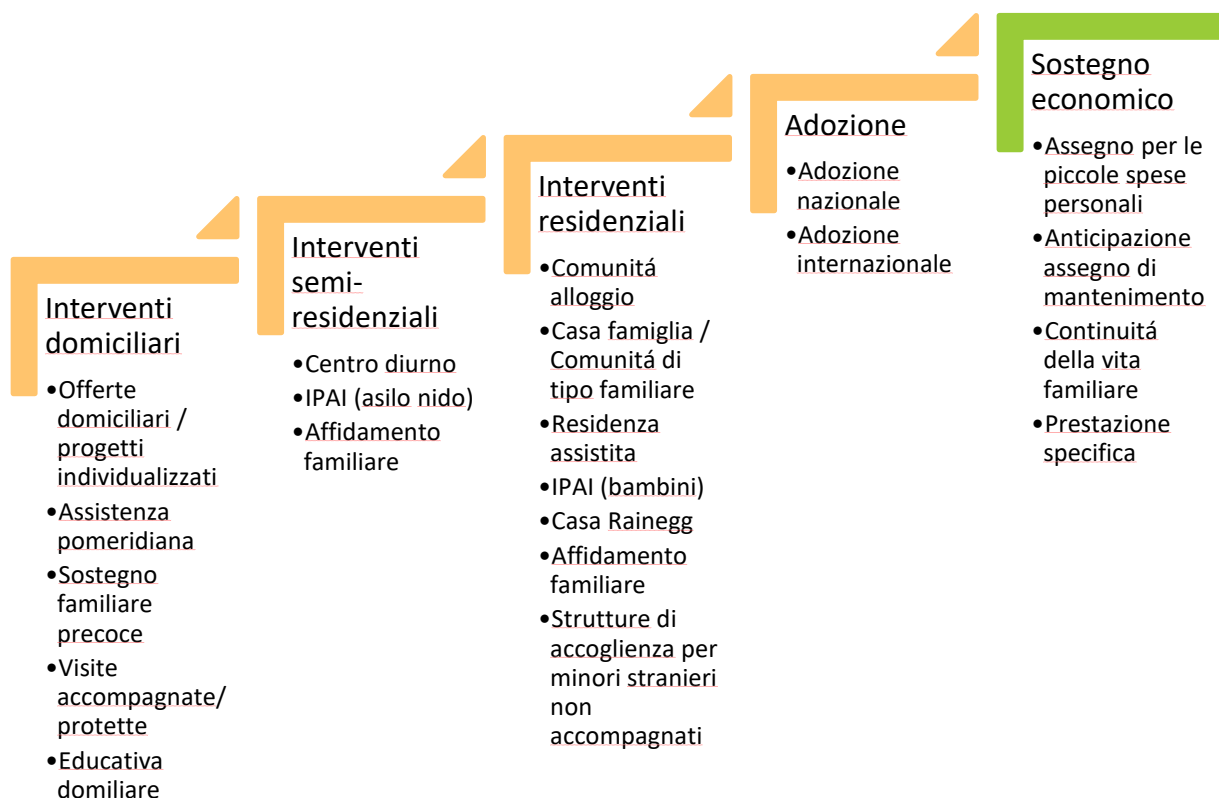 Interventi
domiciliari
•Offerte
domiciliari /
progetti
individualizzati
•Assistenza
pomeridiana
•Sostegno
familiare
precoce
•Visite
accompagnate/
protette
•Educativa
domiliare
Interventi
semi-
residenziali
•Centro diurno
•IPAI (asilo nido)
•Affidamento
familiare
Interventi
residenziali
•Comunitá
alloggio
•Casa famiglia /
Comunitá di
tipo familiare
•Residenza
assistita
•IPAI (bambini)
•Casa Rainegg
•Affidamento
familiare
•Strutture di
accoglienza per
minori stranieri
non
accompagnati
Adozione
•Adozione
nazionale
•Adozione
internazionale
Sostegno
economico
•Assegno per le
piccole spese
personali
•Anticipazione
assegno di
mantenimento
•Continuitá
della vita
familiare
•Prestazione
specifica